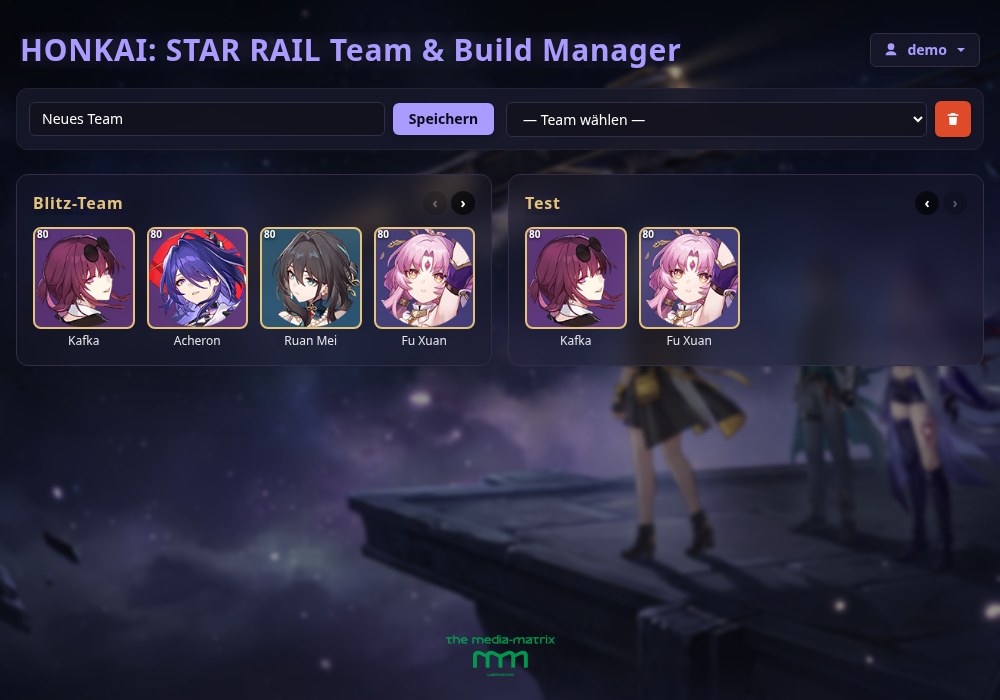 HONKAI: STAR RAIL Team & Build Manager
demo
Neues Team
Speichern
— Team wählen —
Blitz-Team
‹ ›
80
Kafka
80
Acheron
80
Ruan Mei
80
Fu Xuan
Test
‹ ›
80
Kafka
80
Fu Xuan
the media-matrix